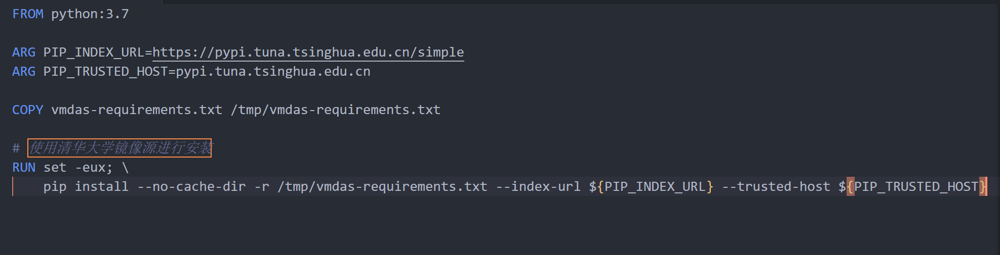 FROM python:3.7
ARG PIP_INDEX_URL=https://pypi.tuna.tsinghua.edu.cn/simple
ARG PIP_TRUSTED_HOST=pypi.tuna.tsinghua.edu.cn
COPY vmdas-requirements.txt /tmp/vmdas-requirements.txt
# 使用清华大学镜像源进行安装
RUN set -eux; \
    pip install --no-cache-dir -r /tmp/vmdas-requirements.txt --index-url ${PIP_INDEX_URL} --trusted-host ${PIP_TRUSTED_HOST}